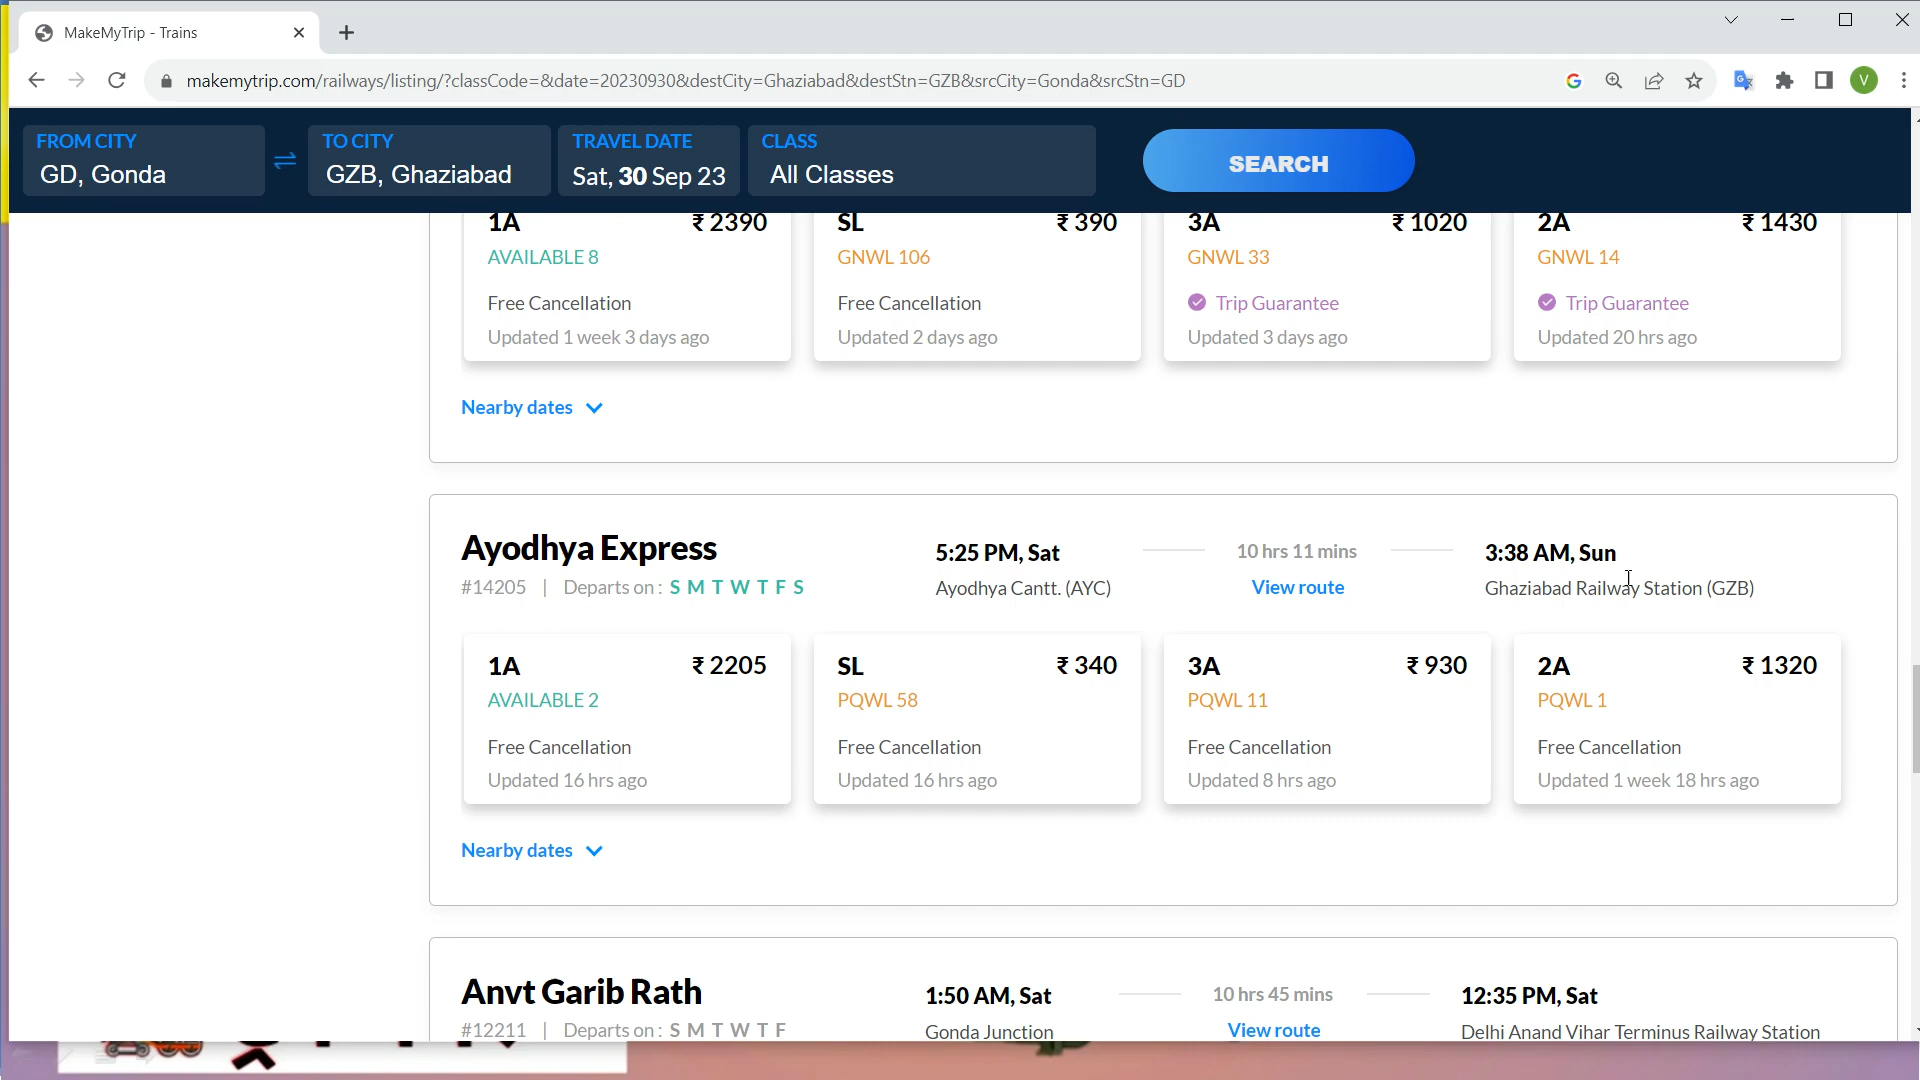 MakeMyTrip - Trains
makemytrip.com/railways/listing/?classCode=&date=20230930&destCity=Ghaziabad&destStn=GZB&srcCity=Gonda&srcStn=GD
V
FROM CITY
GD, Gonda
TO CITY
GZB, Ghaziabad
TRAVEL DATE
Sat, 30 Sep 23
CLASS
All Classes
SEARCH
1A ₹ 2390
AVAILABLE 8
Free Cancellation
Updated 1 week 3 days ago
SL ₹ 390
GNWL 106
Free Cancellation
Updated 2 days ago
3A ₹ 1020
GNWL 33
Trip Guarantee
Updated 3 days ago
2A ₹ 1430
GNWL 14
Trip Guarantee
Updated 20 hrs ago
Nearby dates
Ayodhya Express
#14205 | Departs on : S M T W T F S
5:25 PM, Sat
Ayodhya Cantt. (AYC)
10 hrs 11 mins
View route
3:38 AM, Sun
Ghaziabad Railway Station (GZB)
1A ₹ 2205
AVAILABLE 2
Free Cancellation
Updated 16 hrs ago
SL ₹ 340
PQWL 58
Free Cancellation
Updated 16 hrs ago
3A ₹ 930
PQWL 11
Free Cancellation
Updated 8 hrs ago
2A ₹ 1320
PQWL 1
Free Cancellation
Updated 1 week 18 hrs ago
Nearby dates
Anvt Garib Rath
#12211 | Departs on : S M T W T F
1:50 AM, Sat
Gonda Junction
10 hrs 45 mins
View route
12:35 PM, Sat
Delhi Anand Vihar Terminus Railway Station